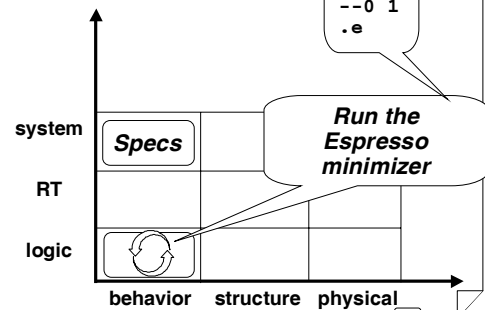 --0 1
.e
Run the
Espresso
minimizer
system
Specs
RT
logic
behavior structure physical